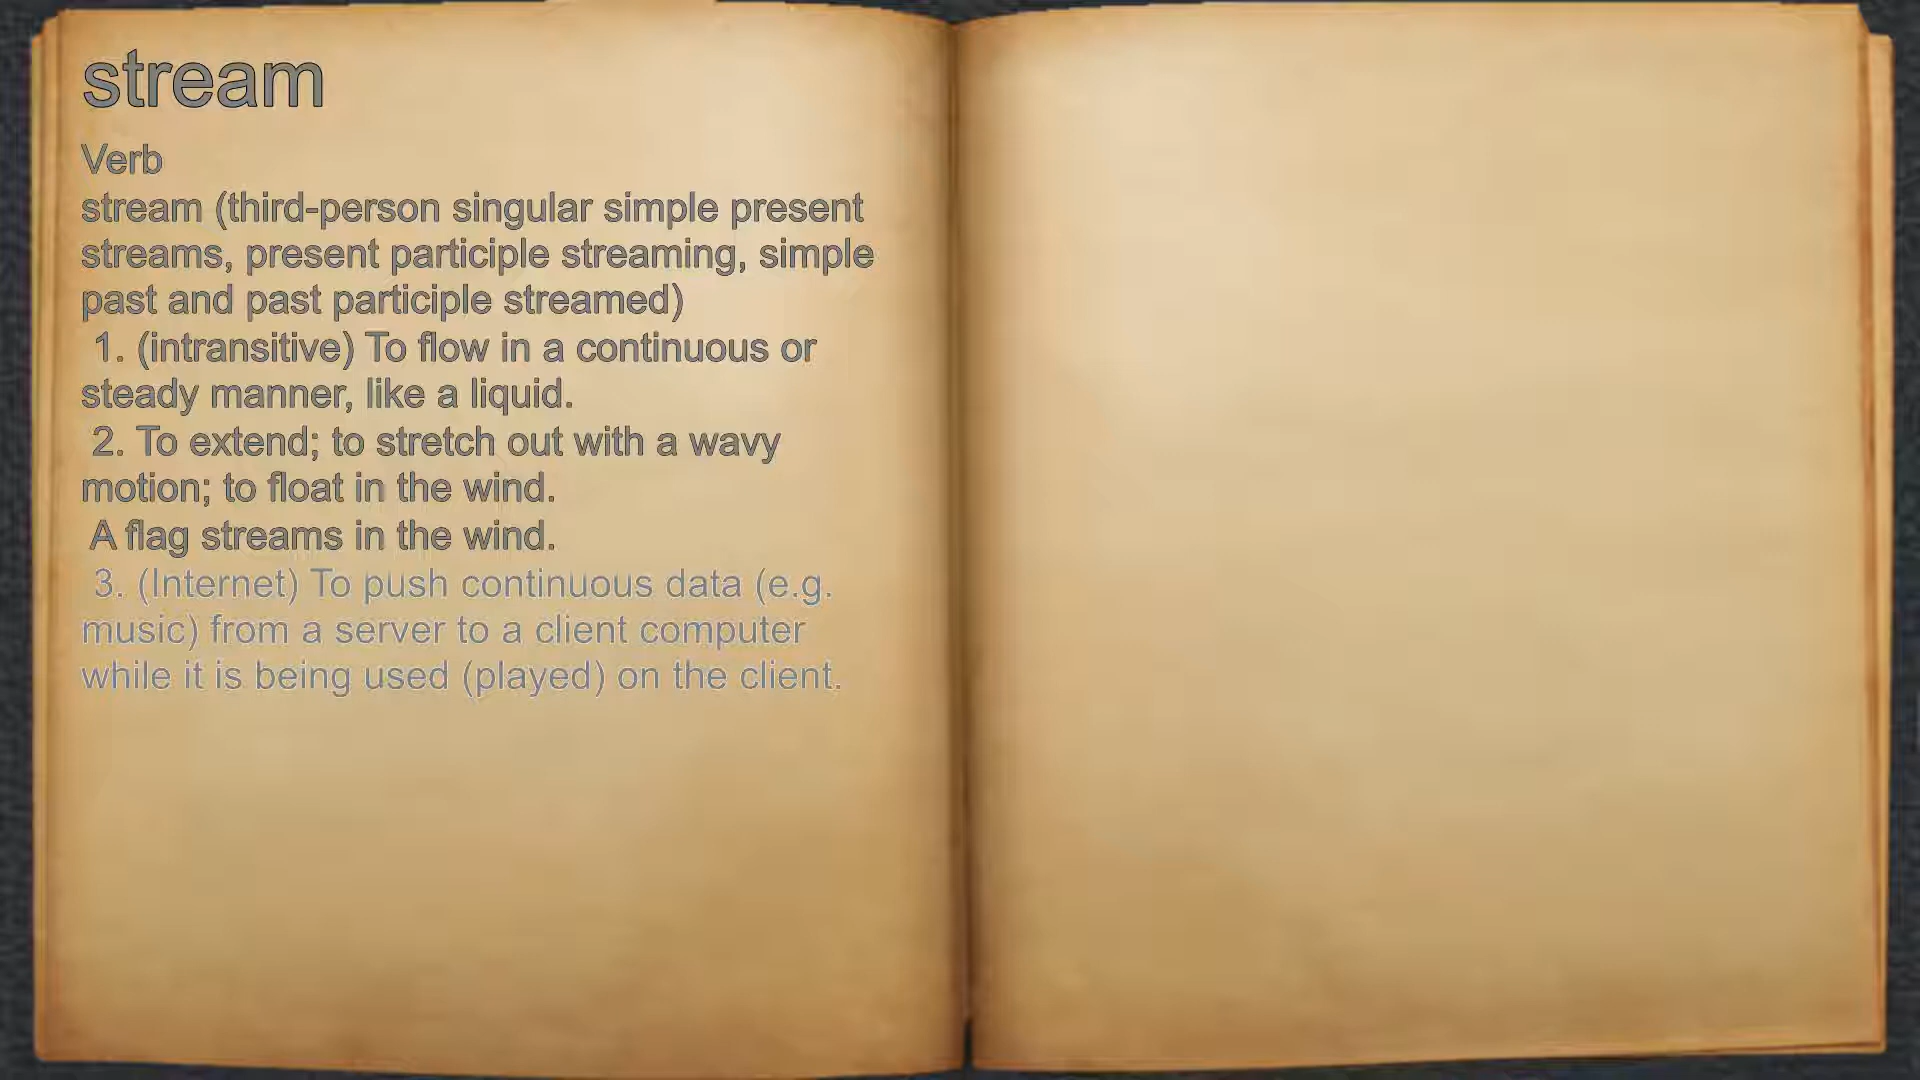 stream
Verb
stream (third-person singular simple present
streams, present participle streaming, simple
past and past participle streamed)
1. (intransitive) To flow in a continuous or
steady manner, like a liquid.
2. To extend; to stretch out with a wavy
motion; to float in the wind.
A flag streams in the wind.
3. (Internet) To push continuous data (e.g.
music) from a server to a client computer
while it is being used (played) on the client.